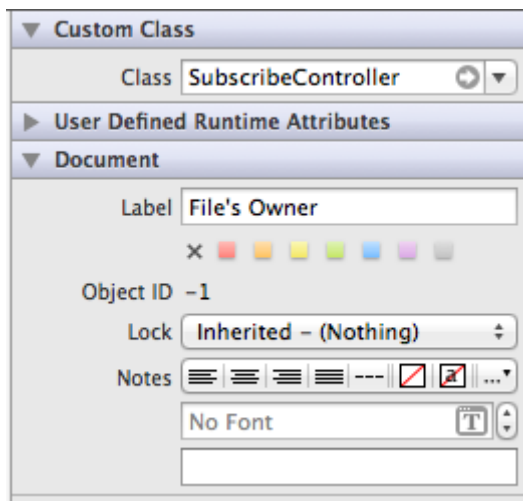 Custom Class
Class SubscribeController
User Defined Runtime Attributes
Document
Label File's Owner
Object ID -1
Lock Inherited - (Nothing)
Notes --- a ...
No Font T